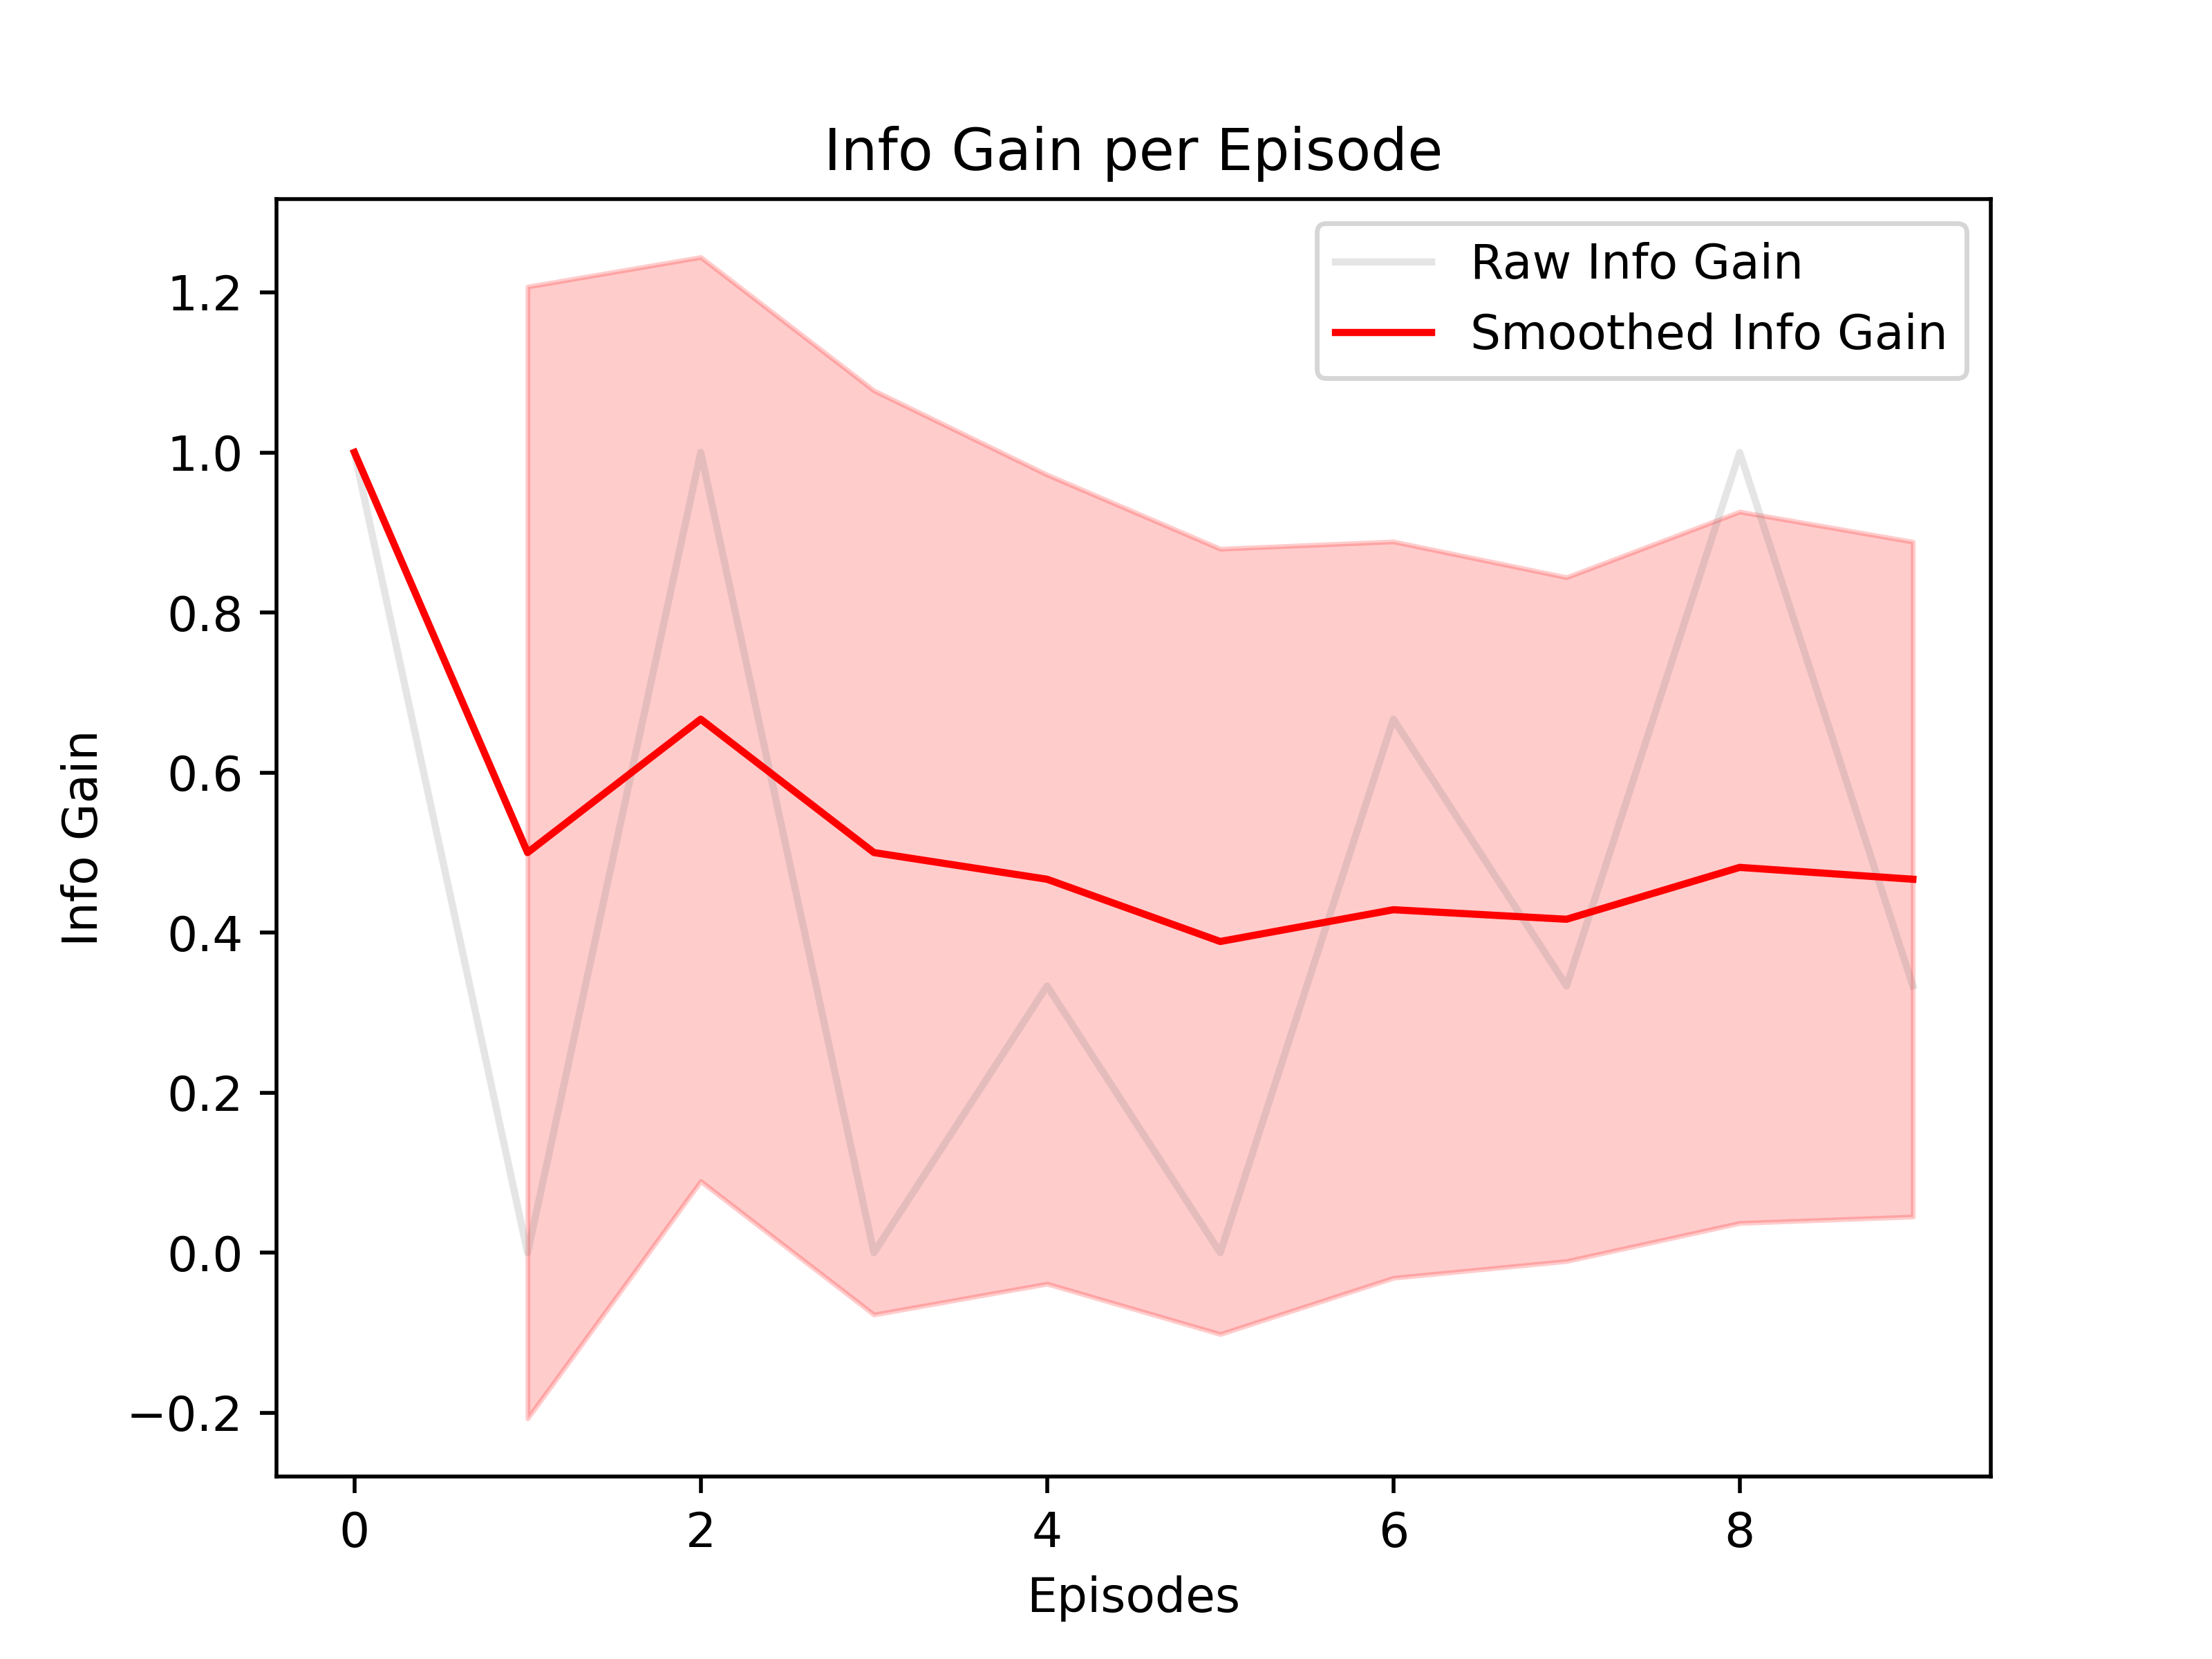 Info Gain per Episode
Raw Info Gain
Smoothed Info Gain
Info Gain
1.2
1.0
0.8
0.6
0.4
0.2
0.0
−0.2
0 2 4 6 8
Episodes